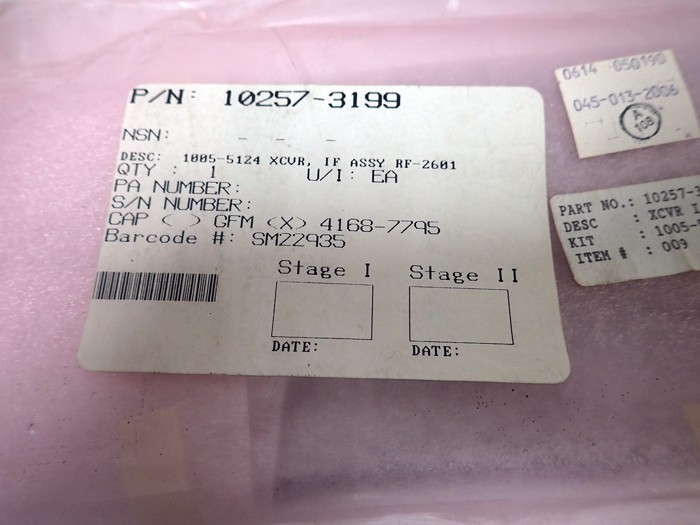 P/N: 10257-3199
NSN: _ _ _
DESC: 1005-5124 XCVR, IF ASSY RF-2601
QTY : 1 U/I: EA
PA NUMBER:
S/N NUMBER:
CAP ( ) GFM (X) 4168-7795
Barcode #: SM22935
Stage I Stage II
DATE: DATE:
0614 050190
045-013-2006
A
108
PART NO.: 10257-3
DESC : XCVR I
KIT : 1005-
ITEM # : 009